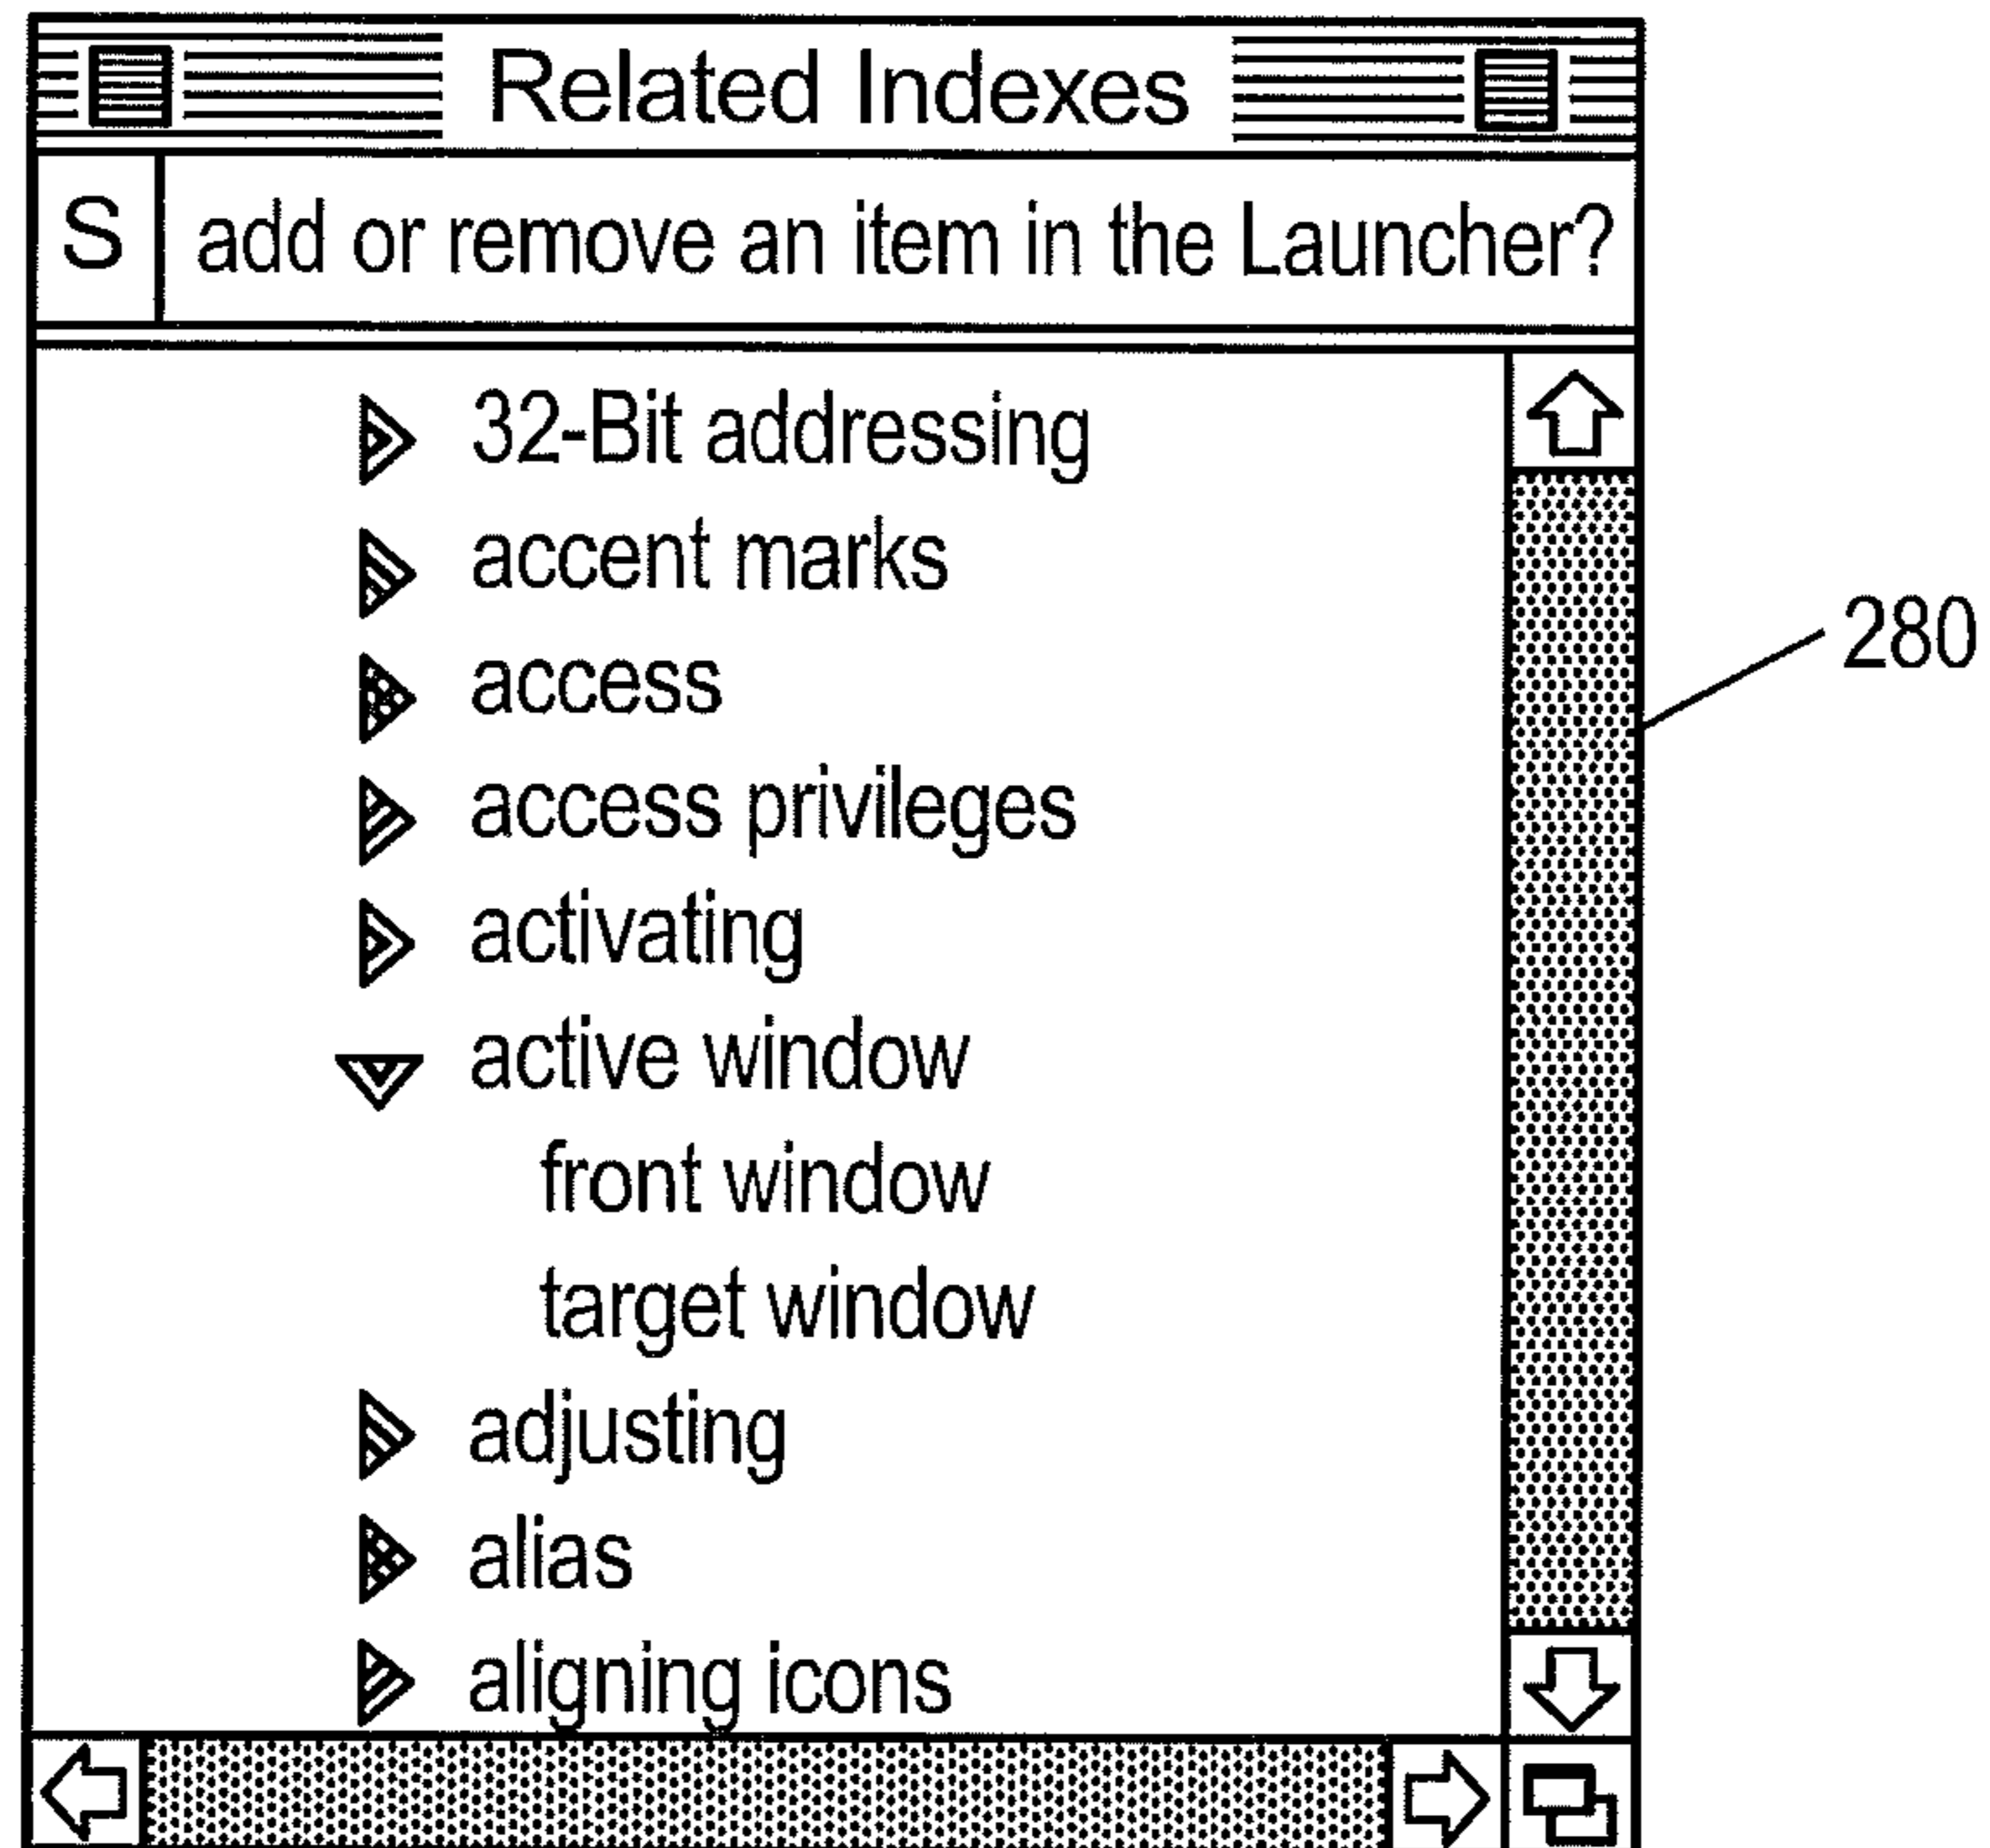 Related Indexes
S add or remove an item in the Launcher?
32-Bit addressing
accent marks
access
280
access privileges
activating
active window
front window
target window
adjusting
alias
aligning icons